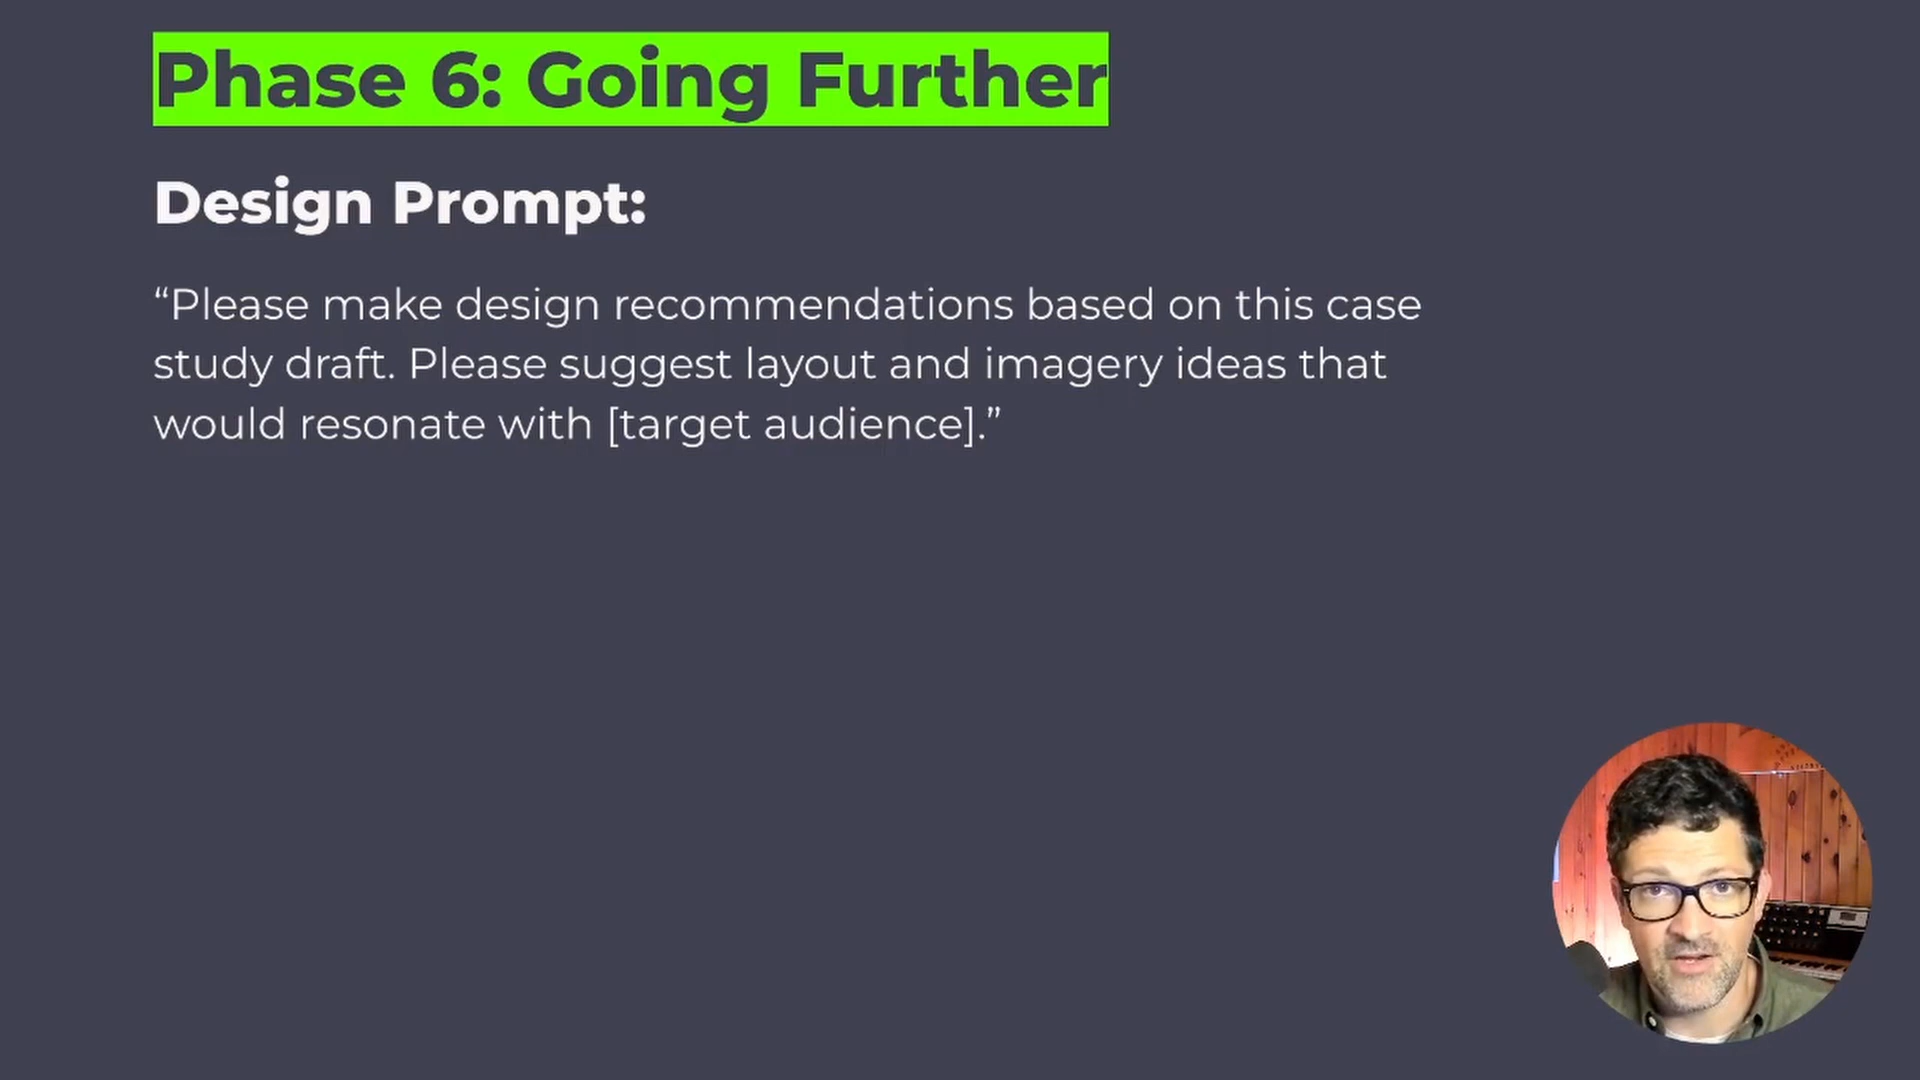 Phase 6: Going Further
Design Prompt:
“Please make design recommendations based on this case
study draft. Please suggest layout and imagery ideas that
would resonate with [target audience].”